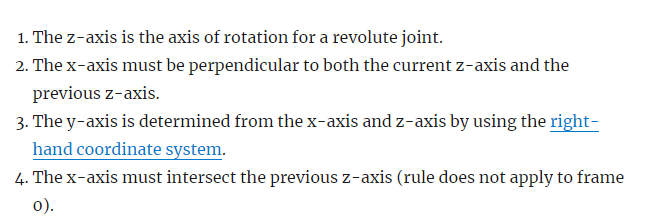 1. The z-axis is the axis of rotation for a revolute joint.
2. The x-axis must be perpendicular to both the current z-axis and the
previous z-axis.
3. The y-axis is determined from the x-axis and z-axis by using the right-
hand coordinate system.
4. The x-axis must intersect the previous z-axis (rule does not apply to frame
0).